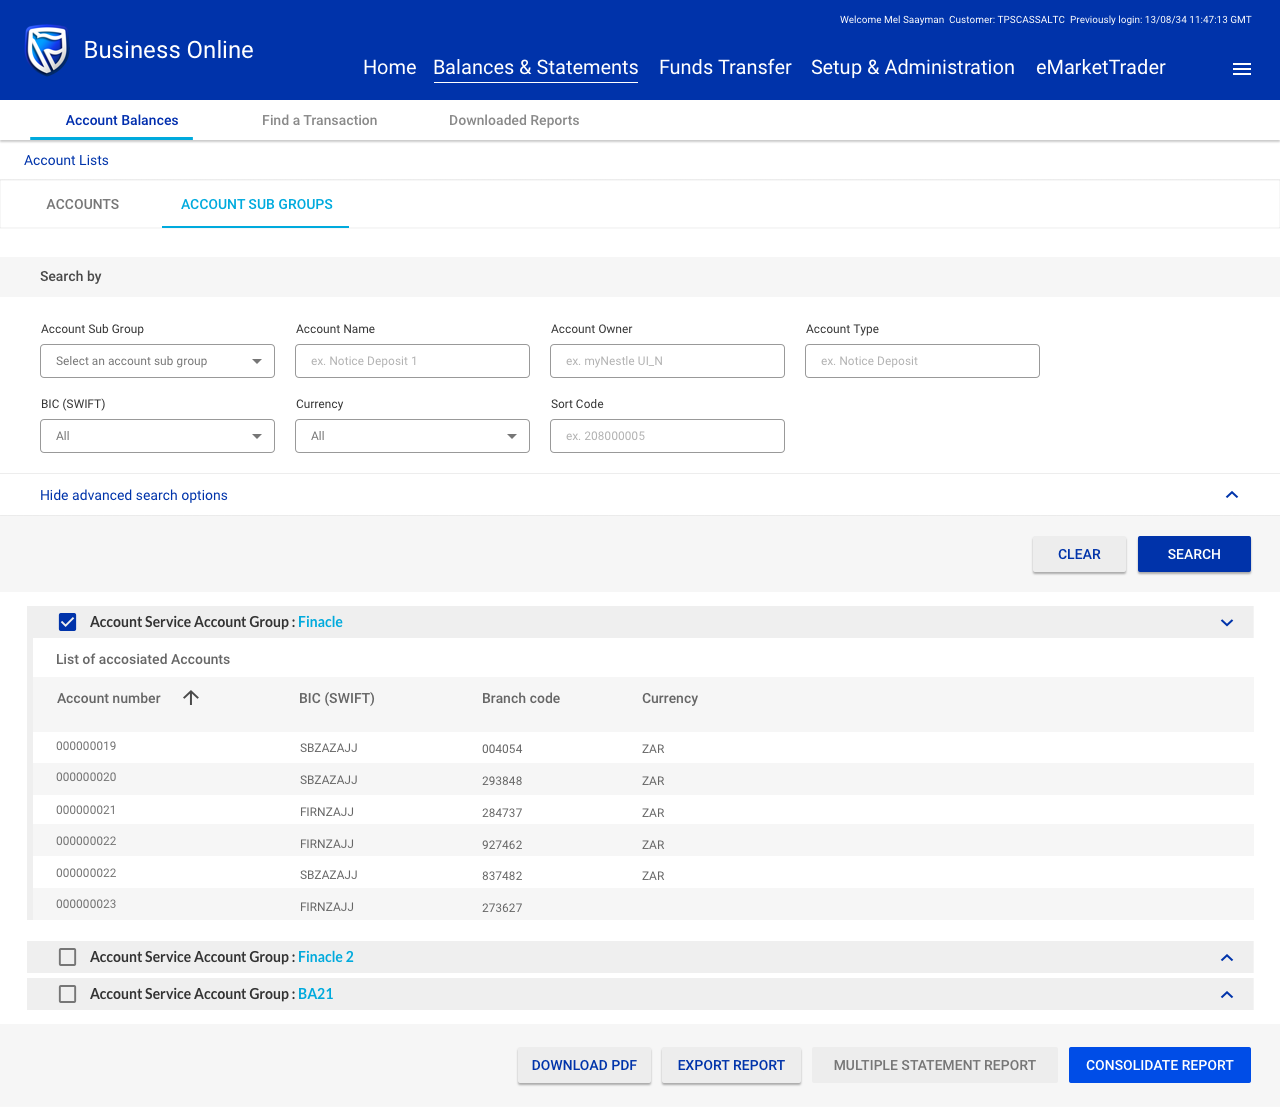 Welcome Mel Saayman  Customer: TPSCASSALTC  Previously login: 13/08/34 11:47:13 GMT
Business Online
Home  Balances & Statements  Funds Transfer  Setup & Administration  eMarketTrader
Account Balances  Find a Transaction  Downloaded Reports
Account Lists
ACCOUNTS  ACCOUNT SUB GROUPS
Search by
Account Sub Group  Account Name  Account Owner  Account Type
Select an account sub group  ex. Notice Deposit 1  ex. myNestle UI_N  ex. Notice Deposit
BIC (SWIFT)  Currency  Sort Code
All  All  ex. 208000005
Hide advanced search options
CLEAR  SEARCH
Account Service Account Group : Finacle
List of accosiated Accounts
Account number  BIC (SWIFT)  Branch code  Currency
000000019  SBZAZAJJ  004054  ZAR
000000020  SBZAZAJJ  293848  ZAR
000000021  FIRNZAJJ  284737  ZAR
000000022  FIRNZAJJ  927462  ZAR
000000022  SBZAZAJJ  837482  ZAR
000000023  FIRNZAJJ  273627
Account Service Account Group : Finacle 2
Account Service Account Group : BA21
DOWNLOAD PDF  EXPORT REPORT  MULTIPLE STATEMENT REPORT  CONSOLIDATE REPORT